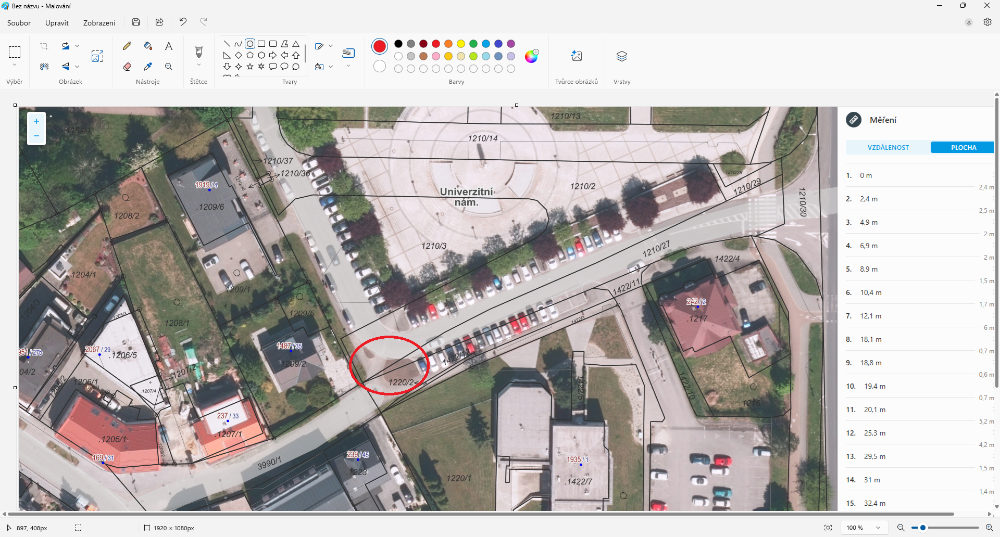 Bez názvu - Malování
Soubor Upravit Zobrazení
Výběr Obrázek Nástroje Štětce Tvary Barvy Tvůrce obrázků Vrstvy
Měření
VZDÁLENOST PLOCHA
1. 0 m
2,4 m
2. 2,4 m
2,5 m
3. 4,9 m
2 m
4. 6,9 m
2 m
5. 8,9 m
1,5 m
6. 10,4 m
1,7 m
7. 12,1 m
6 m
8. 18,1 m
0,7 m
9. 18,8 m
0,6 m
10. 19,4 m
0,7 m
11. 20,1 m
5,2 m
12. 25,3 m
4,2 m
13. 29,5 m
1,5 m
14. 31 m
1,4 m
15. 32,4 m
1184/1
1210/13
1210/14
1210/37
1210/36
1210/38
1210/28
1210/29
1210/30
1919 / 4
.1209/6
1210/2
Univerzitní
nám.
1208/2
1210/3
1210/27
1422/4
1204/1
1209/1
1422/11
1204/3
1205/3
1209/5
242 / 2
.1217
1208/1
1422/3
951 / 27b
2067 / 29
.1206/5
1487 / 35
.1209/2
1422/12
04/2
1205/2
1206/1
1207/2
.1207/4
1220/2
1422/5
1422/10
1216
237 / 33
.1207/1
.1205/1
1206/2
169 / 31
3990/1
239 / 45
.1223
1220/1
1935 / 1
.1422/7
897, 408px
1920 × 1080px
100 %